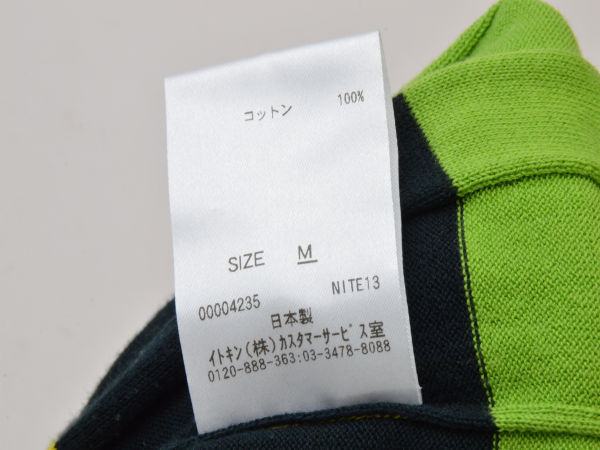 コットン 100%
SIZE M
00004235 NITE13
日本製
イトキン(株)カスタマーサービス室
0120-888-363:03-3478-8088